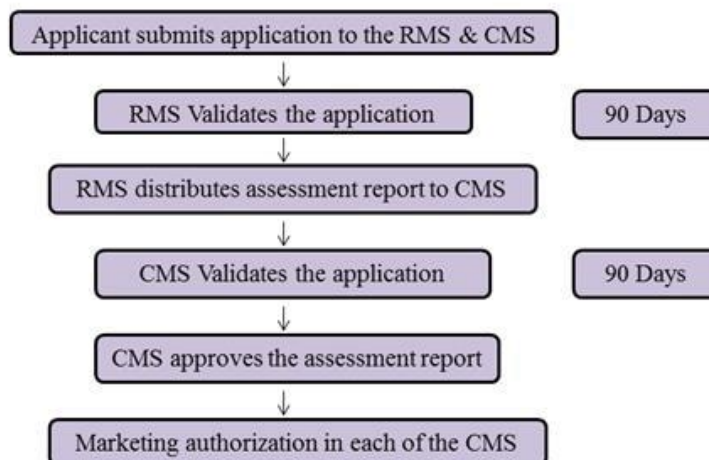 Applicant submits application to the RMS & CMS
RMS Validates the application
90 Days
RMS distributes assessment report to CMS
CMS Validates the application
90 Days
CMS approves the assessment report
Marketing authorization in each of the CMS